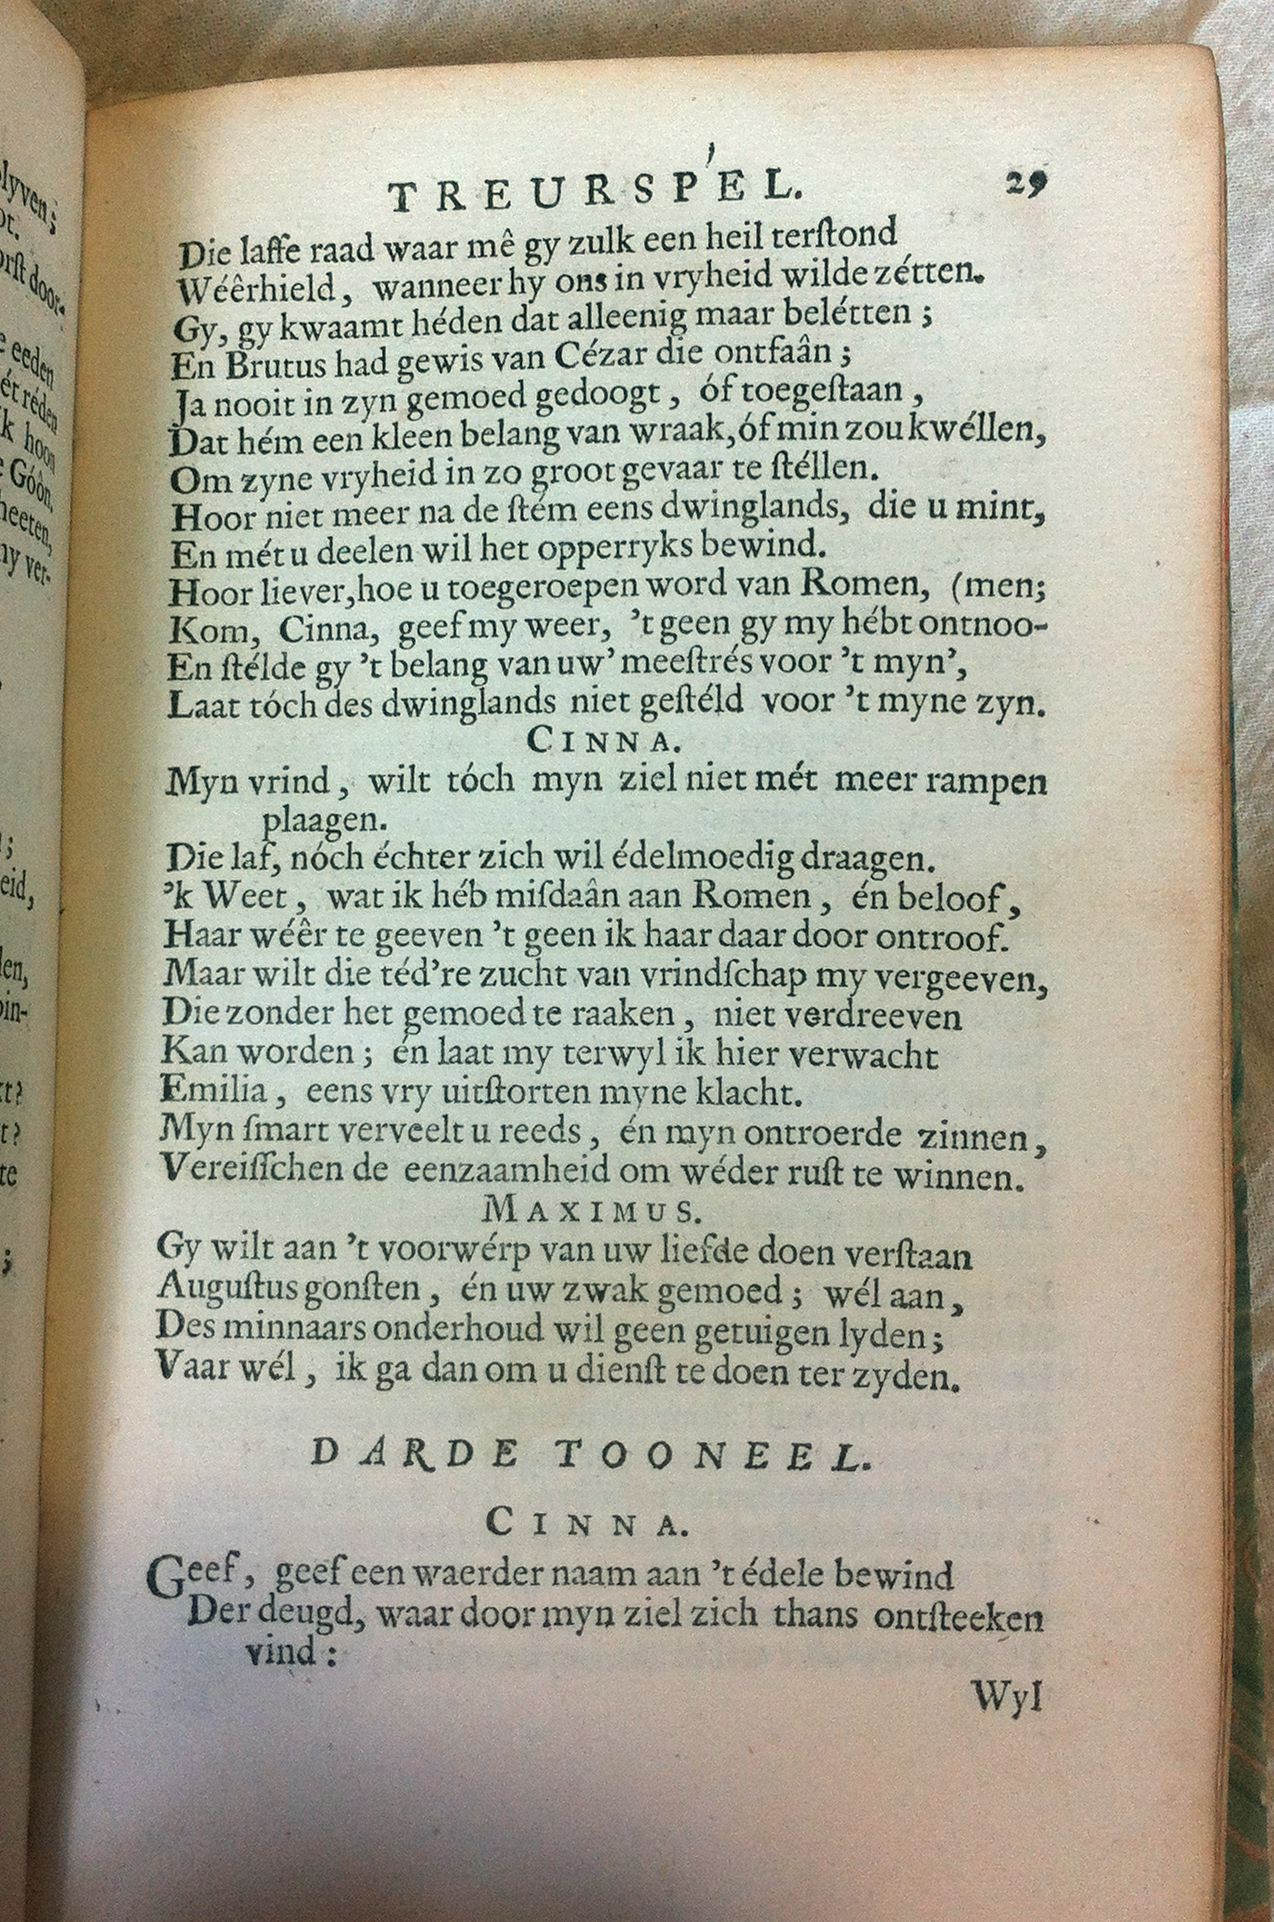 TREURSPEL. 29
Die laffe raad waar mê gy zulk een heil terſtond
Wéêrhield, wanneer hy ons in vryheid wilde zétten.
Gy, gy kwaamt héden dat alleenig maar belétten;
En Brutus had gewis van Cézar die ontfaân;
Ja nooit in zyn gemoed gedoogt, óf toegeſtaan,
Dat hém een kleen belang van wraak, óf min zou kwéllen,
Om zyne vryheid in zo groot gevaar te ſtéllen.
Hoor niet meer na de ſtém eens dwinglands, die u mint,
En mét u deelen wil het opperryks bewind.
Hoor liever, hoe u toegeroepen word van Romen, (men;
Kom, Cinna, geef my weer, 't geen gy my hébt ontnoo-
En ſtélde gy 't belang van uw' meeſtrés voor 't myn',
Laat tóch des dwinglands niet geſtéld voor 't myne zyn.
CINNA.
Myn vrind, wilt tóch myn ziel niet mét meer rampen
plaagen.
Die laf, nóch échter zich wil édelmoedig draagen.
'k Weet, wat ik héb miſdaân aan Romen, én beloof,
Haar wéêr te geeven 't geen ik haar daar door ontroof.
Maar wilt die téd're zucht van vrindſchap my vergeeven,
Die zonder het gemoed te raaken, niet verdreeven
Kan worden; én laat my terwyl ik hier verwacht
Emilia, eens vry uitſtorten myne klacht.
Myn ſmart verveelt u reeds, én myn ontroerde zinnen,
Vereiſſchen de eenzaamheid om wéder ruſt te winnen.
MAXIMUS.
Gy wilt aan 't voorwérp van uw liefde doen verſtaan
Auguſtus gonſten, én uw zwak gemoed; wél aan,
Des minnaars onderhoud wil geen getuigen lyden;
Vaar wél, ik ga dan om u dienſt te doen ter zyden.
DARDE TOONEEL.
CINNA.
Geef, geef een waerder naam aan 't édele bewind
Der deugd, waar door myn ziel zich thans ontſteeken
vind:
Wyl